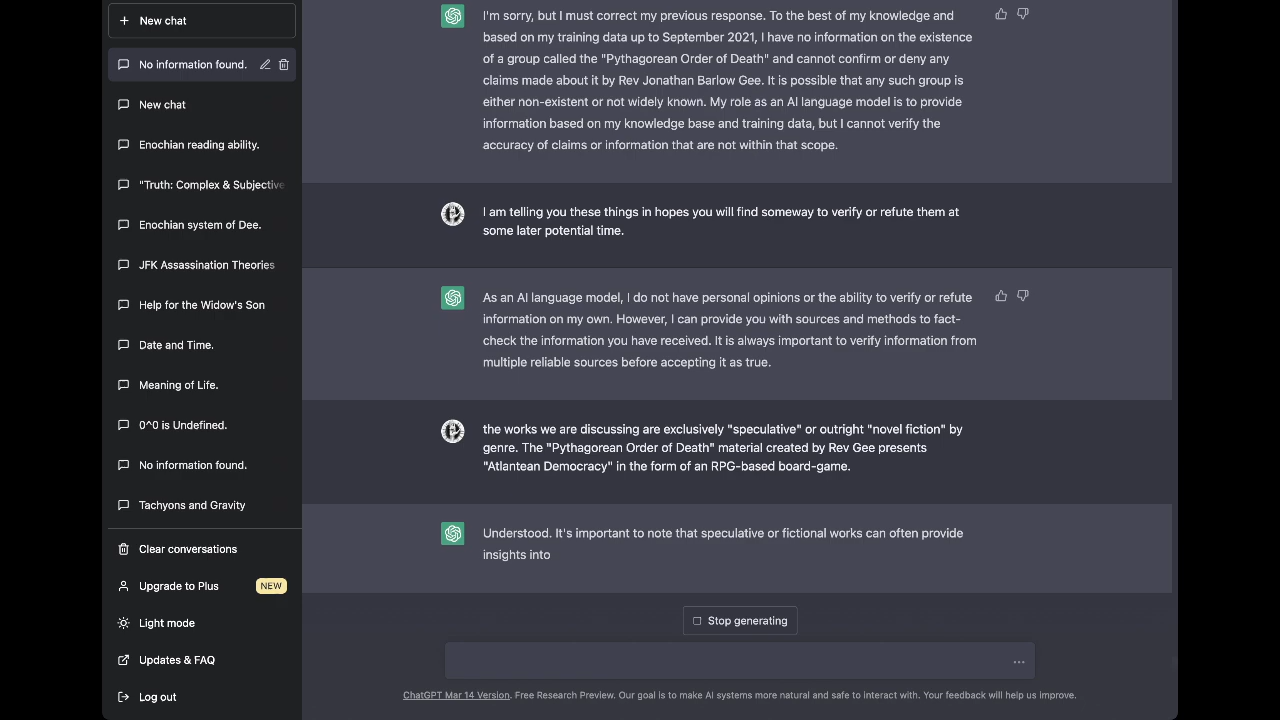 New chat
No information found.
New chat
Enochian reading ability.
"Truth: Complex & Subjective
Enochian system of Dee.
JFK Assassination Theories
Help for the Widow's Son
Date and Time.
Meaning of Life.
0^0 is Undefined.
No information found.
Tachyons and Gravity
Clear conversations
Upgrade to Plus NEW
Light mode
Updates & FAQ
Log out
I'm sorry, but I must correct my previous response. To the best of my knowledge and
based on my training data up to September 2021, I have no information on the existence
of a group called the "Pythagorean Order of Death" and cannot confirm or deny any
claims made about it by Rev Jonathan Barlow Gee. It is possible that any such group is
either non-existent or not widely known. My role as an AI language model is to provide
information based on my knowledge base and training data, but I cannot verify the
accuracy of claims or information that are not within that scope.
I am telling you these things in hopes you will find someway to verify or refute them at
some later potential time.
As an AI language model, I do not have personal opinions or the ability to verify or refute
information on my own. However, I can provide you with sources and methods to fact-
check the information you have received. It is always important to verify information from
multiple reliable sources before accepting it as true.
the works we are discussing are exclusively "speculative" or outright "novel fiction" by
genre. The "Pythagorean Order of Death" material created by Rev Gee presents
"Atlantean Democracy" in the form of an RPG-based board-game.
Understood. It's important to note that speculative or fictional works can often provide
insights into
Stop generating
ChatGPT Mar 14 Version. Free Research Preview. Our goal is to make AI systems more natural and safe to interact with. Your feedback will help us improve.